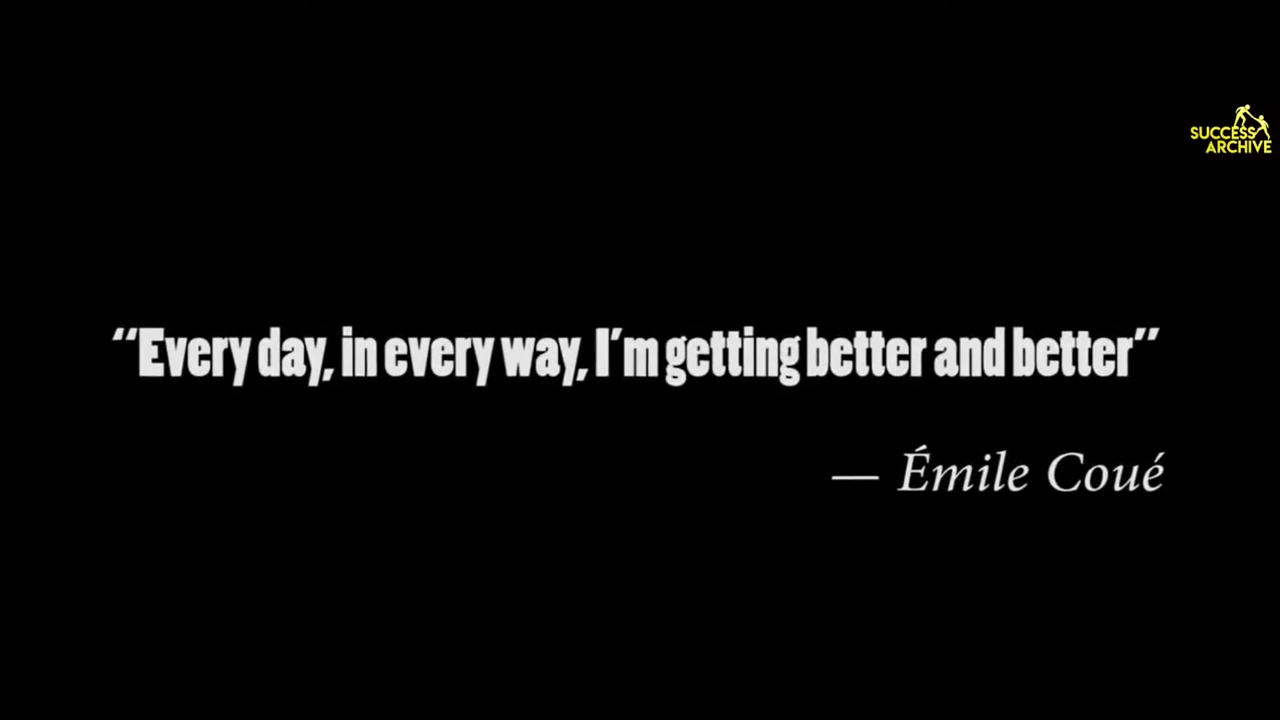 SUCCESS
ARCHIVE
“Every day, in every way, I'm getting better and better”
— Émile Coué